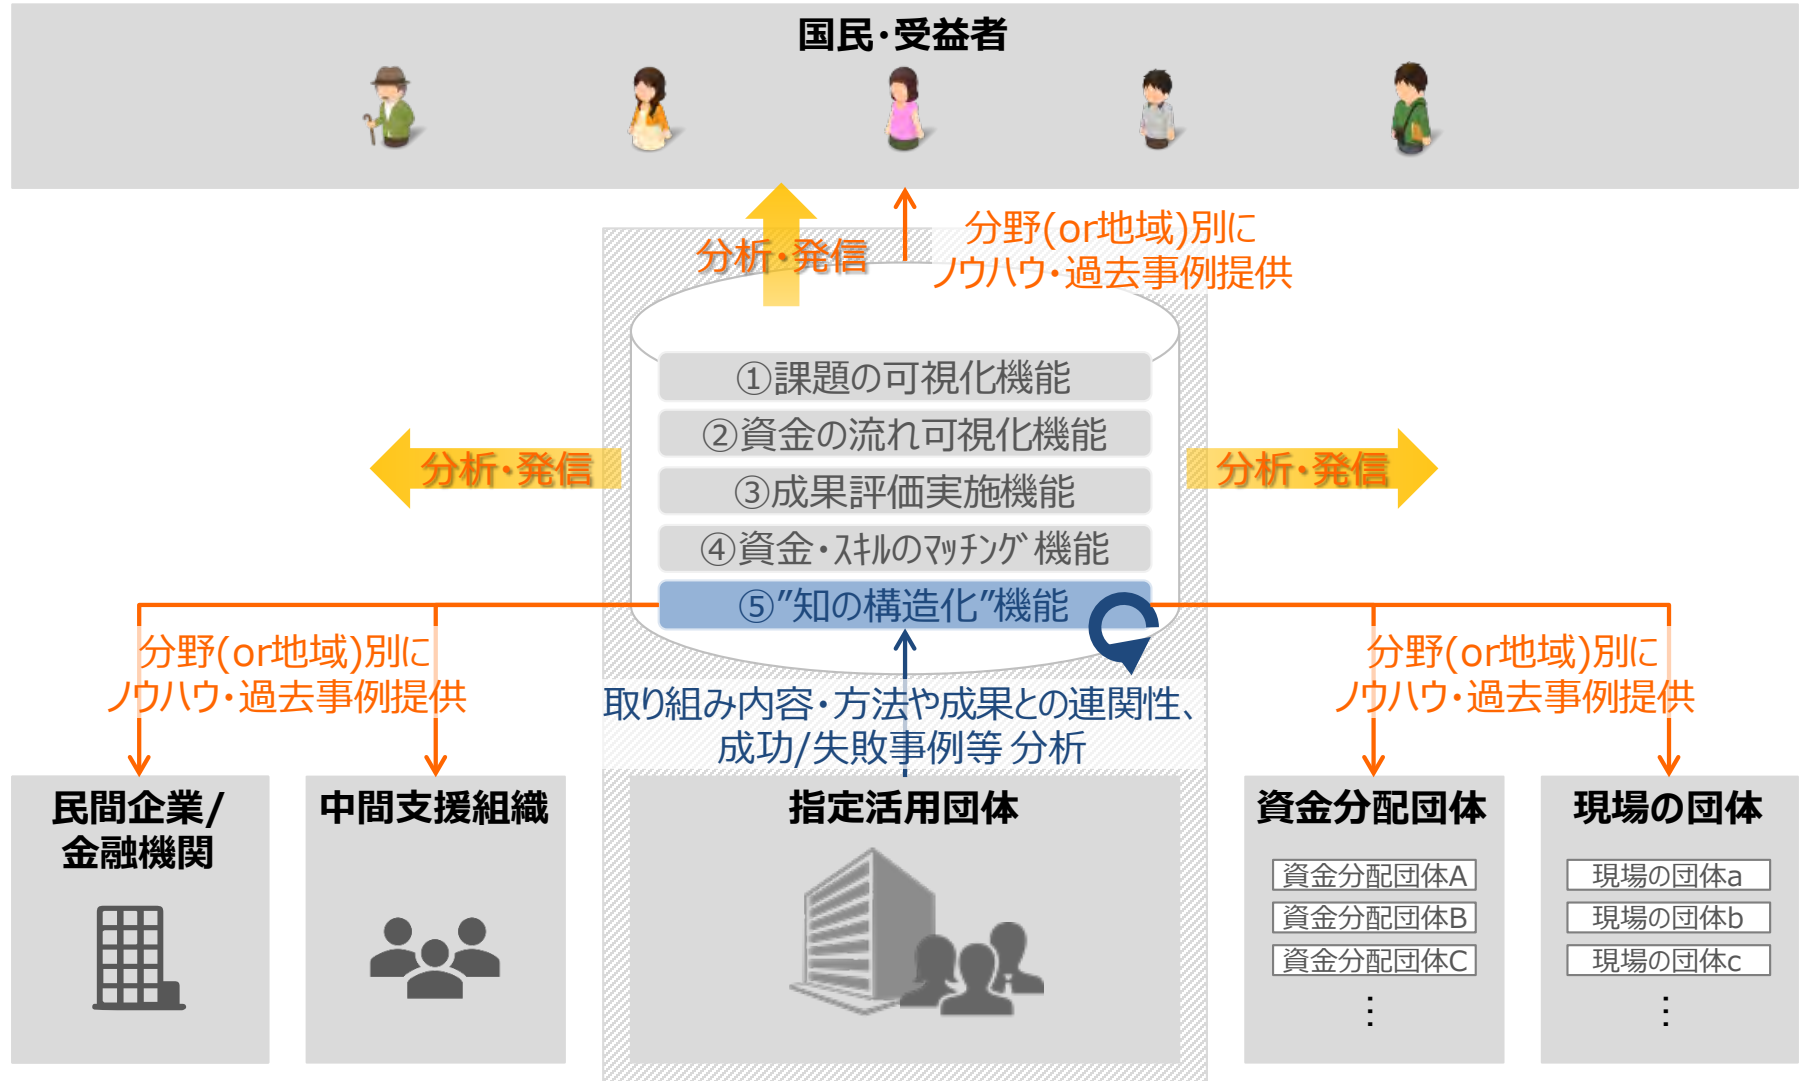 国民・受益者
分析・発信
分野(or地域)別に
ノウハウ・過去事例提供
①課題の可視化機能
②資金の流れ可視化機能
③成果評価実施機能
④資金・ｽｷﾙのﾏｯﾁﾝｸﾞ機能
⑤”知の構造化”機能
分析・発信
分析・発信
分野(or地域)別に
ノウハウ・過去事例提供
分野(or地域)別に
ノウハウ・過去事例提供
取り組み内容・方法や成果との連関性、
成功/失敗事例等 分析
民間企業/
金融機関
中間支援組織
指定活用団体
資金分配団体
資金分配団体A
資金分配団体B
資金分配団体C
⋮
現場の団体
現場の団体a
現場の団体b
現場の団体c
⋮